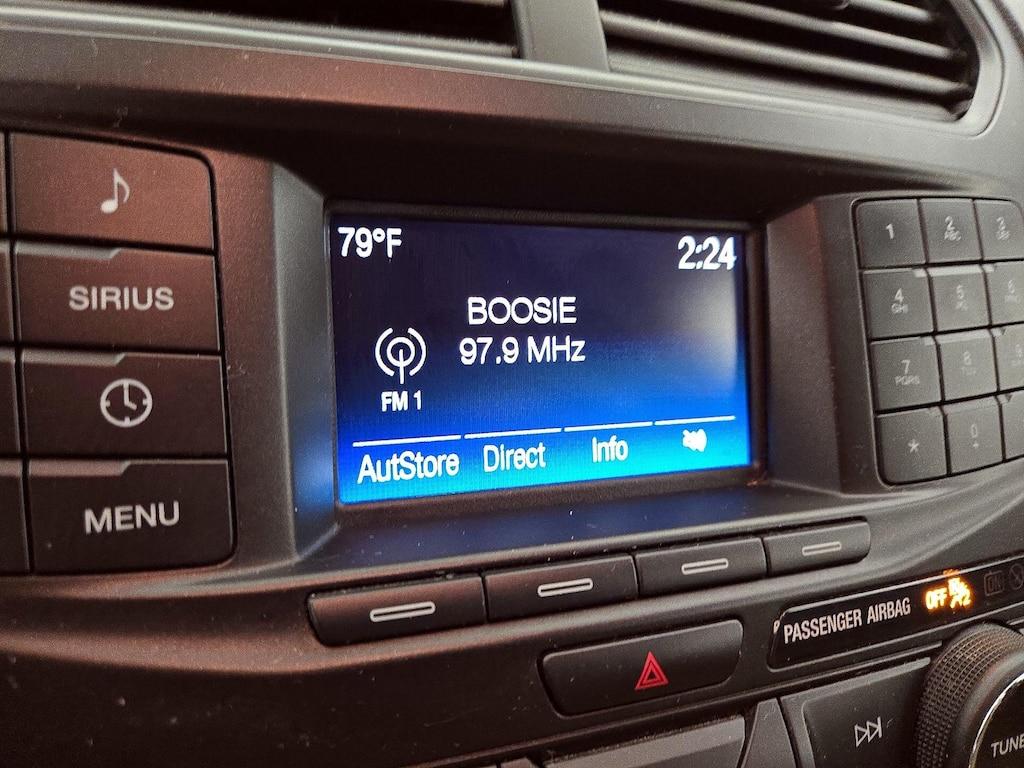 79°F
2:24
BOOSIE
97.9 MHz
FM 1
AutStore Direct Info
SIRIUS
MENU
1
2 ABC
3
4 GHI
5
7 PQRS
8
*
0 +
PASSENGER AIRBAG OFF ON
TUNE